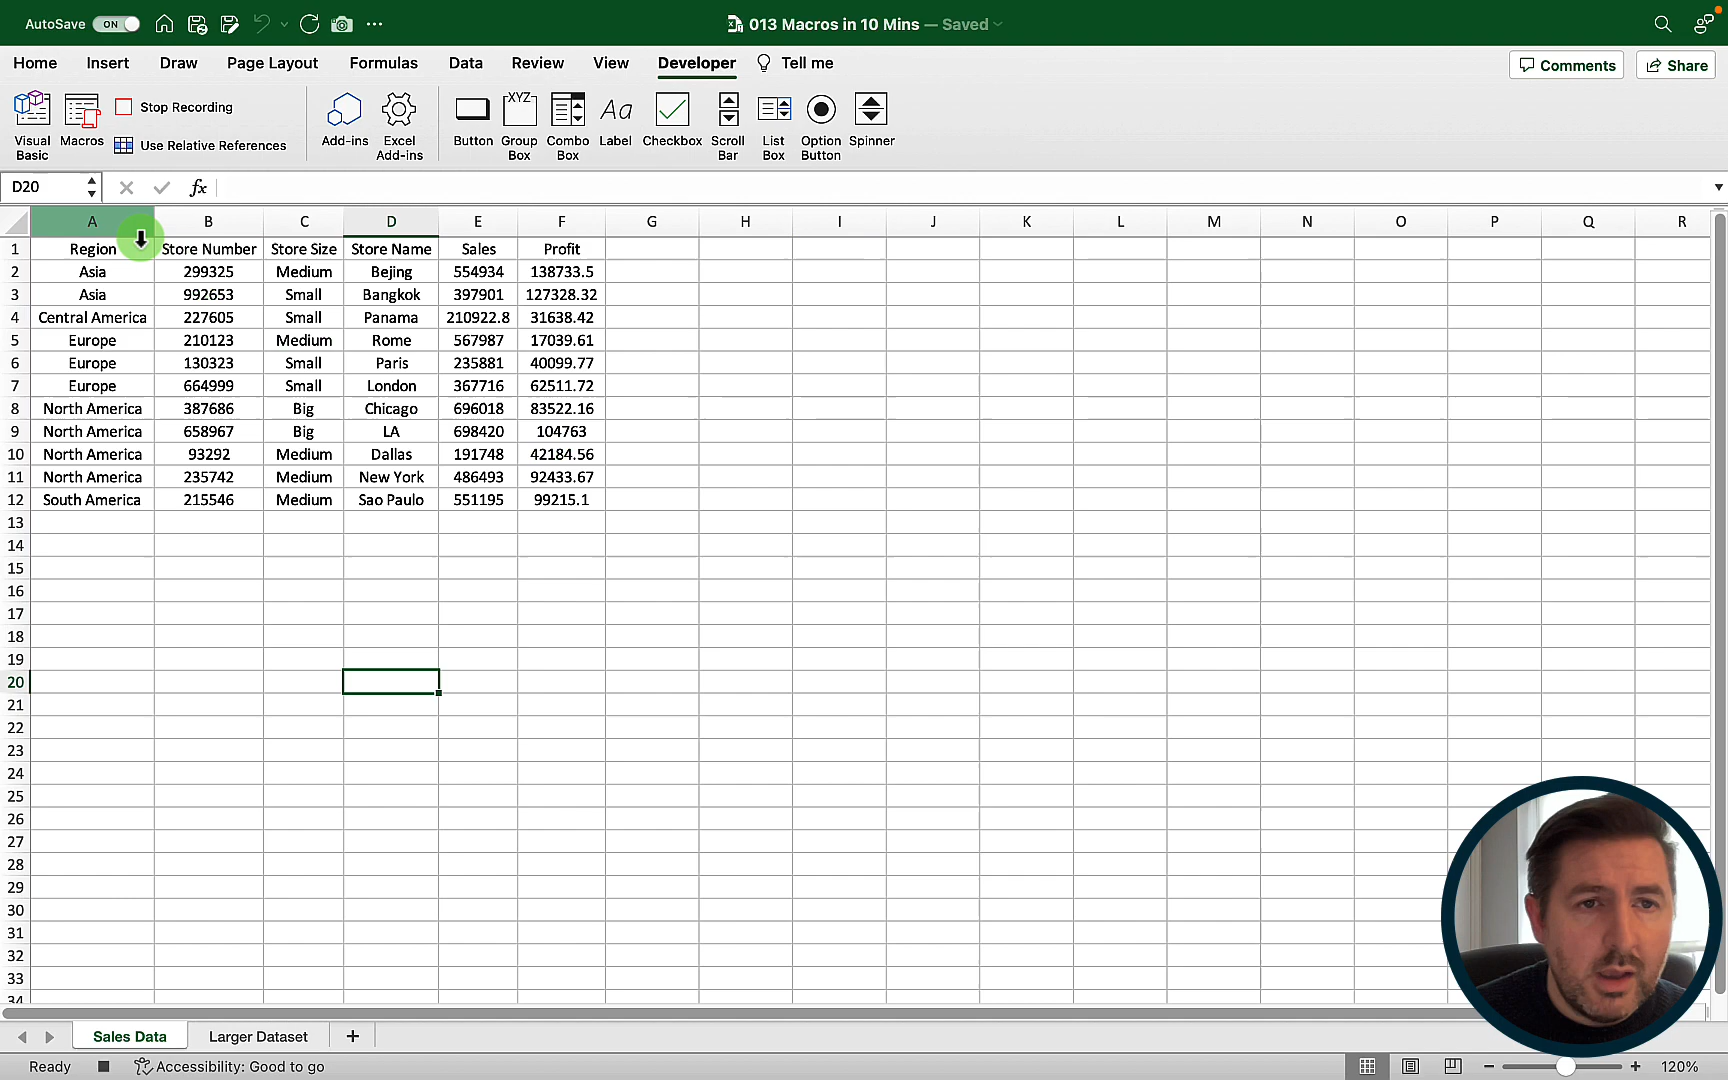 AutoSave ON 013 Macros in 10 Mins — Saved
Home Insert Draw Page Layout Formulas Data Review View Developer Tell me Comments Share
Visual Basic
Macros
Stop Recording
Use Relative References
Add-ins
Excel Add-ins
Button
XYZ
Group Box
Combo Box
Aa
Label
Checkbox
Scroll Bar
List Box
Option Button
Spinner
D20 fx
A B C D E F G H I J K L M N O P Q R
1 Region Store Number Store Size Store Name Sales Profit
2 Asia 299325 Medium Bejing 554934 138733.5
3 Asia 992653 Small Bangkok 397901 127328.32
4 Central America 227605 Small Panama 210922.8 31638.42
5 Europe 210123 Medium Rome 567987 17039.61
6 Europe 130323 Small Paris 235881 40099.77
7 Europe 664999 Small London 367716 62511.72
8 North America 387686 Big Chicago 696018 83522.16
9 North America 658967 Big LA 698420 104763
10 North America 93292 Medium Dallas 191748 42184.56
11 North America 235742 Medium New York 486493 92433.67
12 South America 215546 Medium Sao Paulo 551195 99215.1
13
14
15
16
17
18
19
20
21
22
23
24
25
26
27
28
29
30
31
32
33
34
Sales Data Larger Dataset +
Ready Accessibility: Good to go 120%